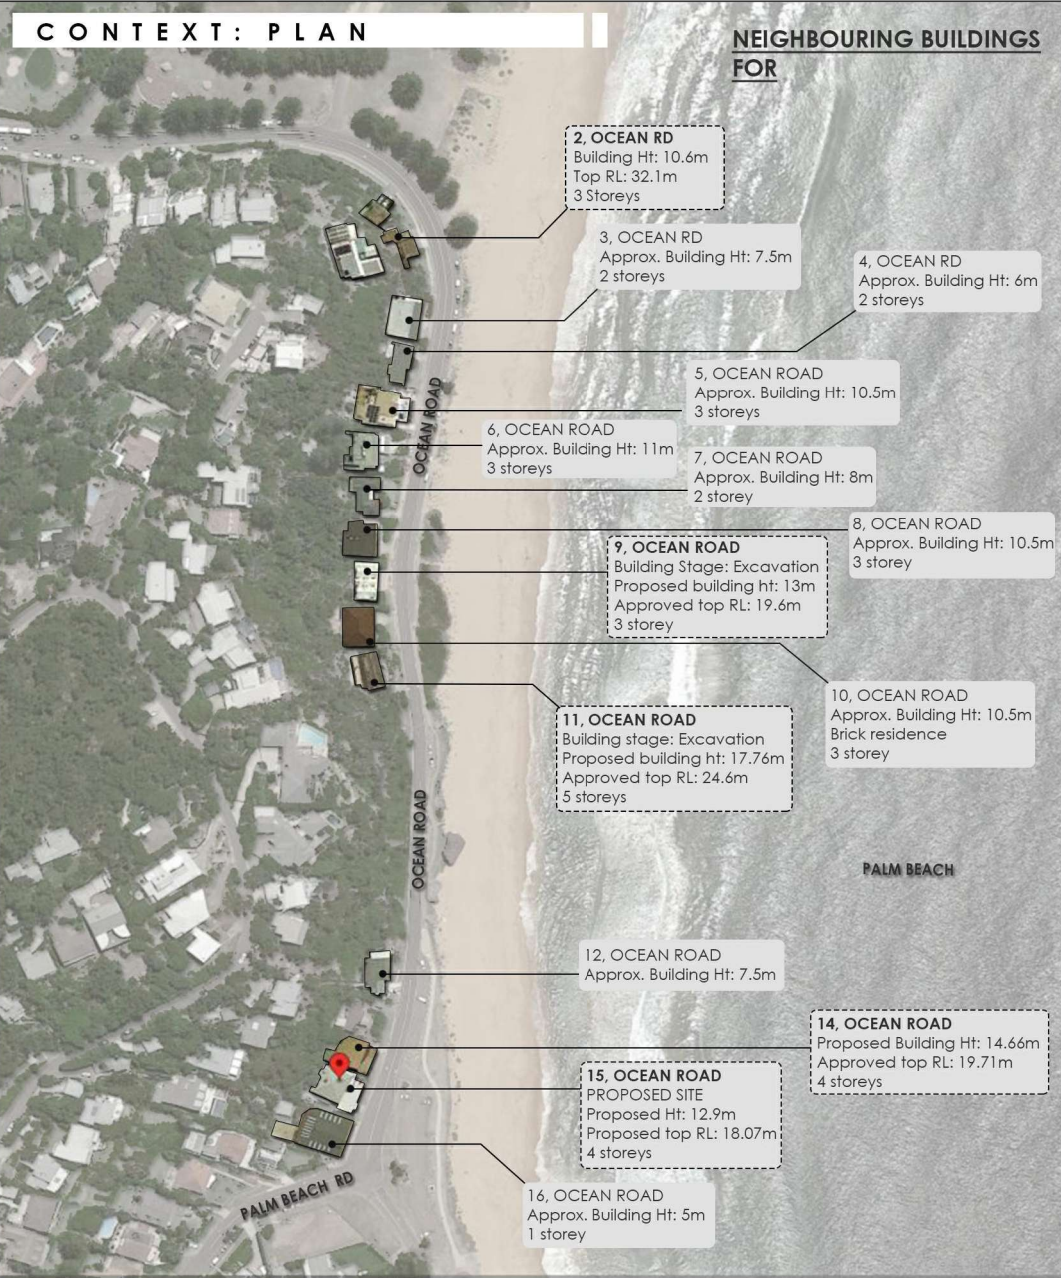 CONTEXT: PLAN
NEIGHBOURING BUILDINGS
FOR
2, OCEAN RD
Building Ht: 10.6m
Top RL: 32.1m
3 Storeys
3, OCEAN RD
Approx. Building Ht: 7.5m
2 storeys
4, OCEAN RD
Approx. Building Ht: 6m
2 storeys
5, OCEAN ROAD
Approx. Building Ht: 10.5m
3 storeys
OCEAN ROAD
6, OCEAN ROAD
Approx. Building Ht: 11m
3 storeys
7, OCEAN ROAD
Approx. Building Ht: 8m
2 storey
8, OCEAN ROAD
Approx. Building Ht: 10.5m
3 storey
9, OCEAN ROAD
Building Stage: Excavation
Proposed building ht: 13m
Approved top RL: 19.6m
3 storey
10, OCEAN ROAD
Approx. Building Ht: 10.5m
Brick residence
3 storey
11, OCEAN ROAD
Building stage: Excavation
Proposed building ht: 17.76m
Approved top RL: 24.6m
5 storeys
OCEAN ROAD
PALM BEACH
12, OCEAN ROAD
Approx. Building Ht: 7.5m
14, OCEAN ROAD
Proposed Building Ht: 14.66m
Approved top RL: 19.71m
4 storeys
15, OCEAN ROAD
PROPOSED SITE
Proposed Ht: 12.9m
Proposed top RL: 18.07m
4 storeys
PALM BEACH RD
16, OCEAN ROAD
Approx. Building Ht: 5m
1 storey